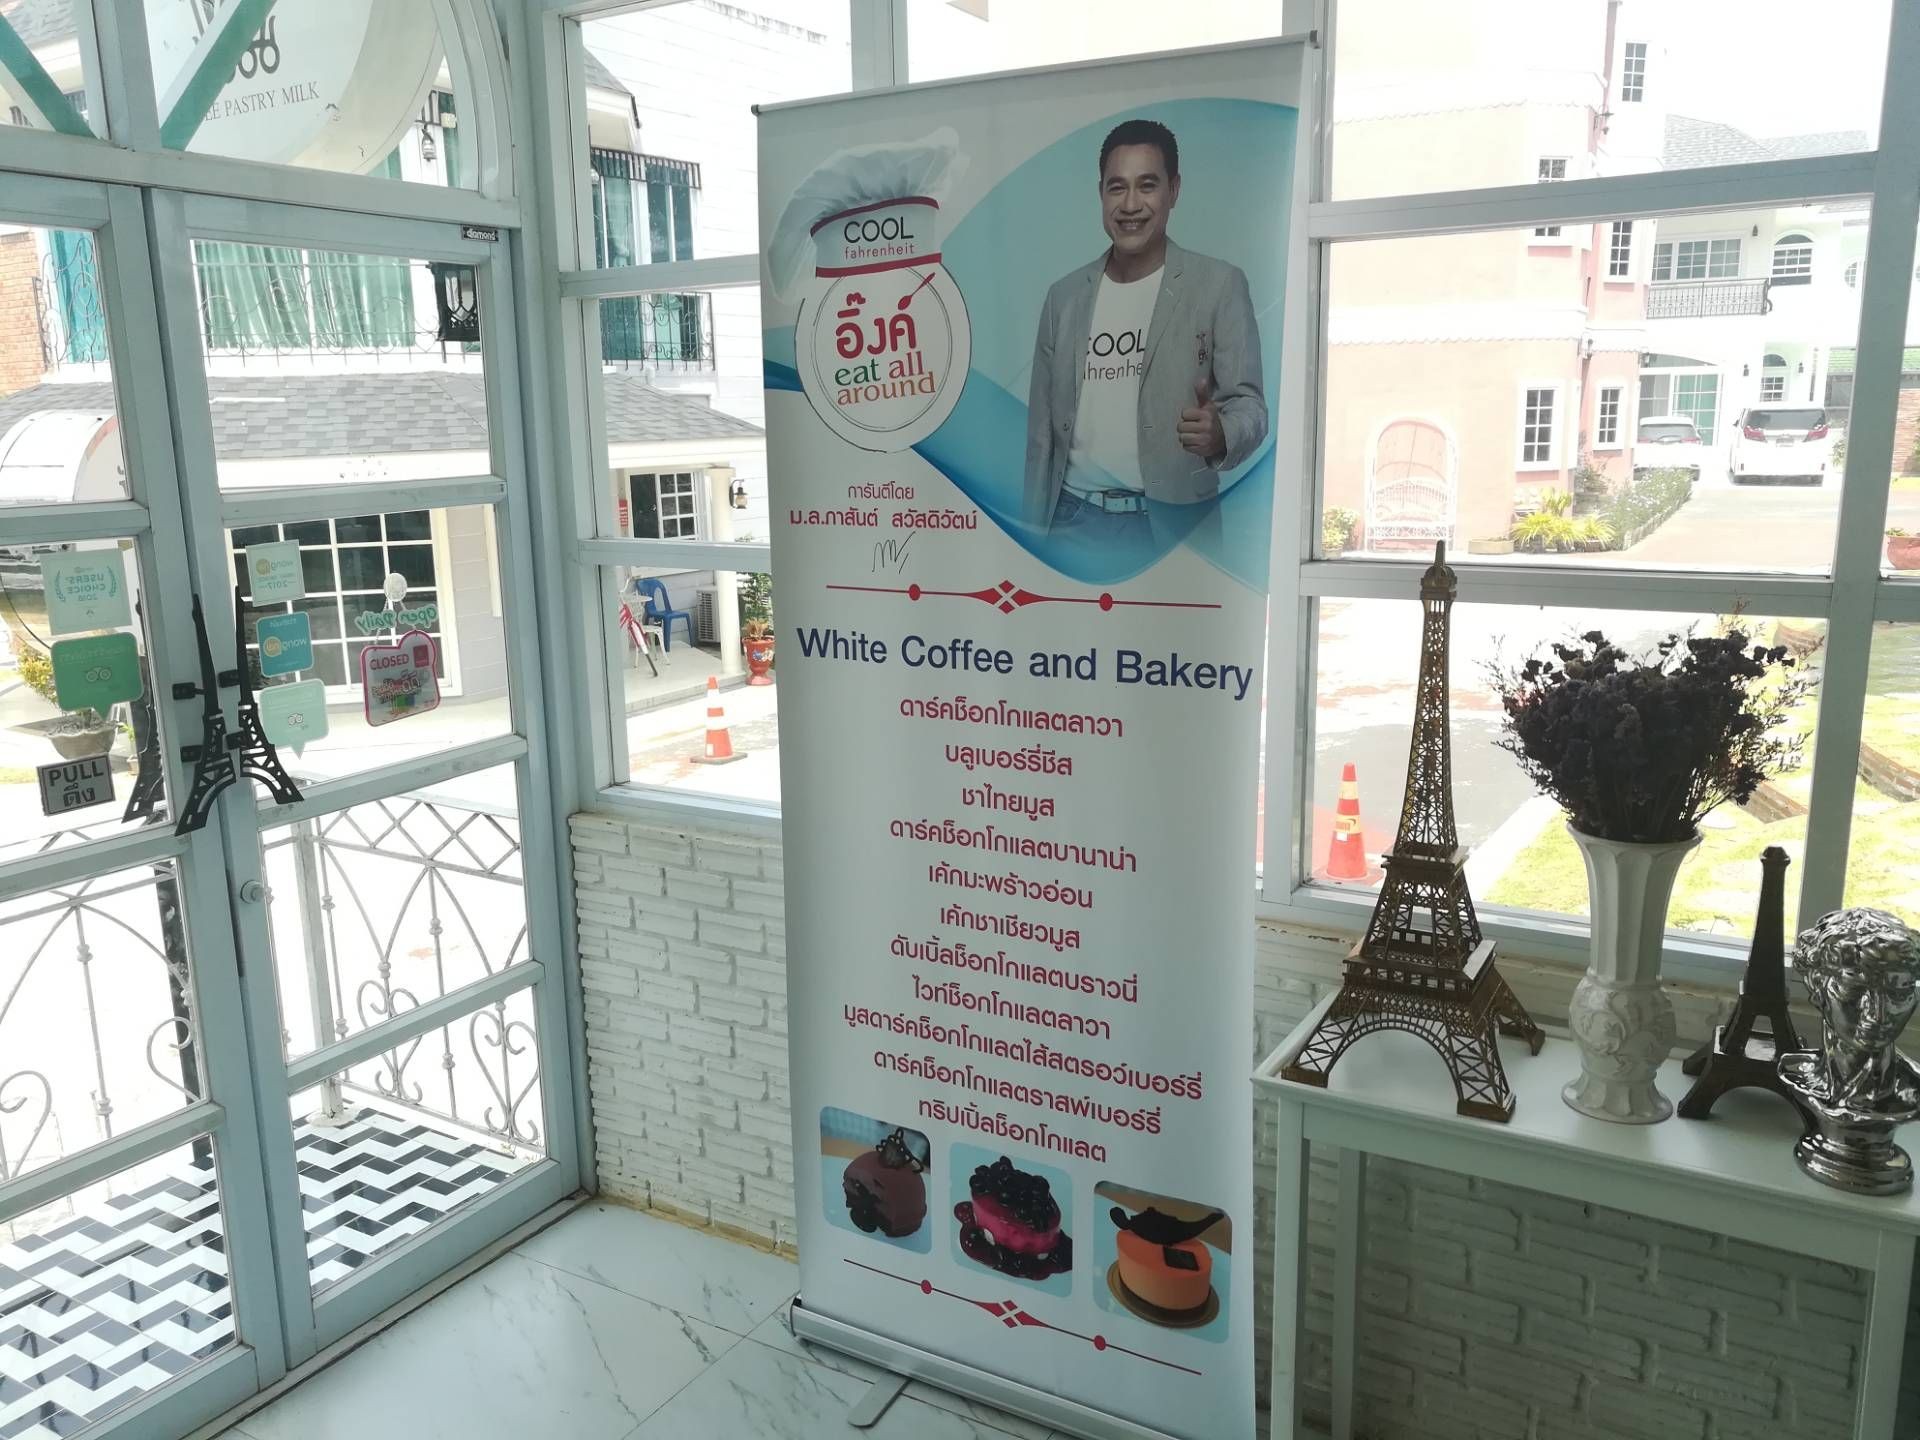 PASTRY MILK
diamond
USERS'
CHOICE
2018
wongnai
2017
wongnai
Open Daily
CLOSED
PULL
ดึง
COOL
fahrenheit
อิ๊งค์
eat all
around
COOL
การันตีโดย
ม.ล.ภาสันต์ สวัสดิวัตน์
White Coffee and Bakery
ดาร์คช็อกโกแลตลาวา
บลูเบอร์รี่ชีส
ชาไทยมูส
ดาร์คช็อกโกแลตบานาน่า
เค้กมะพร้าวอ่อน
เค้กชาเชียวมูส
ดับเบิ้ลช็อกโกแลตบราวนี่
ไวท์ช็อกโกแลตลาวา
มูสดาร์คช็อกโกแลตไส้สตรอว์เบอร์รี่
ดาร์คช็อกโกแลตราสพ์เบอร์รี่
ทริปเปิ้ลช็อกโกแลต